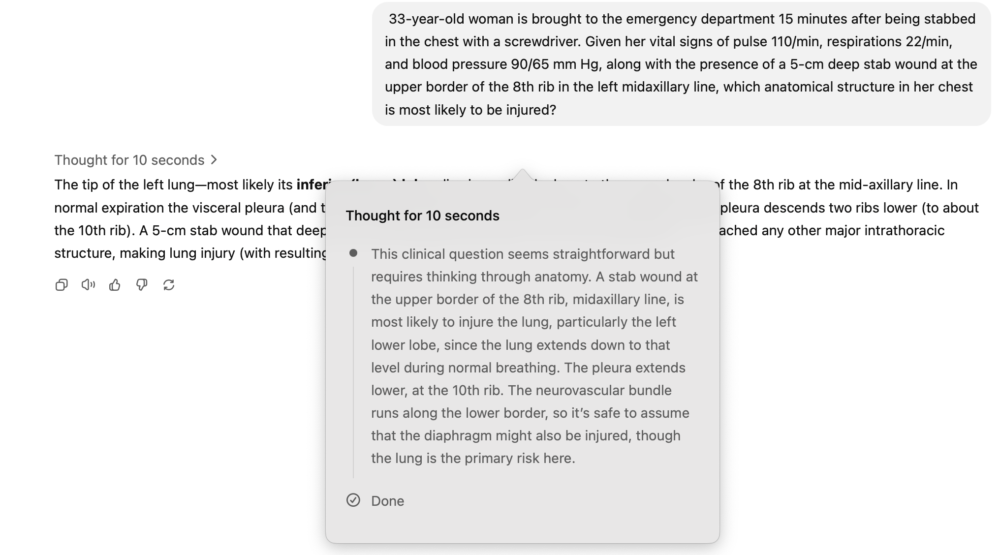 33-year-old woman is brought to the emergency department 15 minutes after being stabbed
in the chest with a screwdriver. Given her vital signs of pulse 110/min, respirations 22/min,
and blood pressure 90/65 mm Hg, along with the presence of a 5-cm deep stab wound at the
upper border of the 8th rib in the left midaxillary line, which anatomical structure in her chest
is most likely to be injured?
Thought for 10 seconds
The tip of the left lung—most likely its of the 8th rib at the mid-axillary line. In
normal expiration the visceral pleura (and pleura descends two ribs lower (to about
the 10th rib). A 5-cm stab wound that any other major intrathoracic
structure, making lung injury (with resulting
Thought for 10 seconds
This clinical question seems straightforward but
requires thinking through anatomy. A stab wound at
the upper border of the 8th rib, midaxillary line, is
most likely to injure the lung, particularly the left
lower lobe, since the lung extends down to that
level during normal breathing. The pleura extends
lower, at the 10th rib. The neurovascular bundle
runs along the lower border, so it’s safe to assume
that the diaphragm might also be injured, though
the lung is the primary risk here.
Done